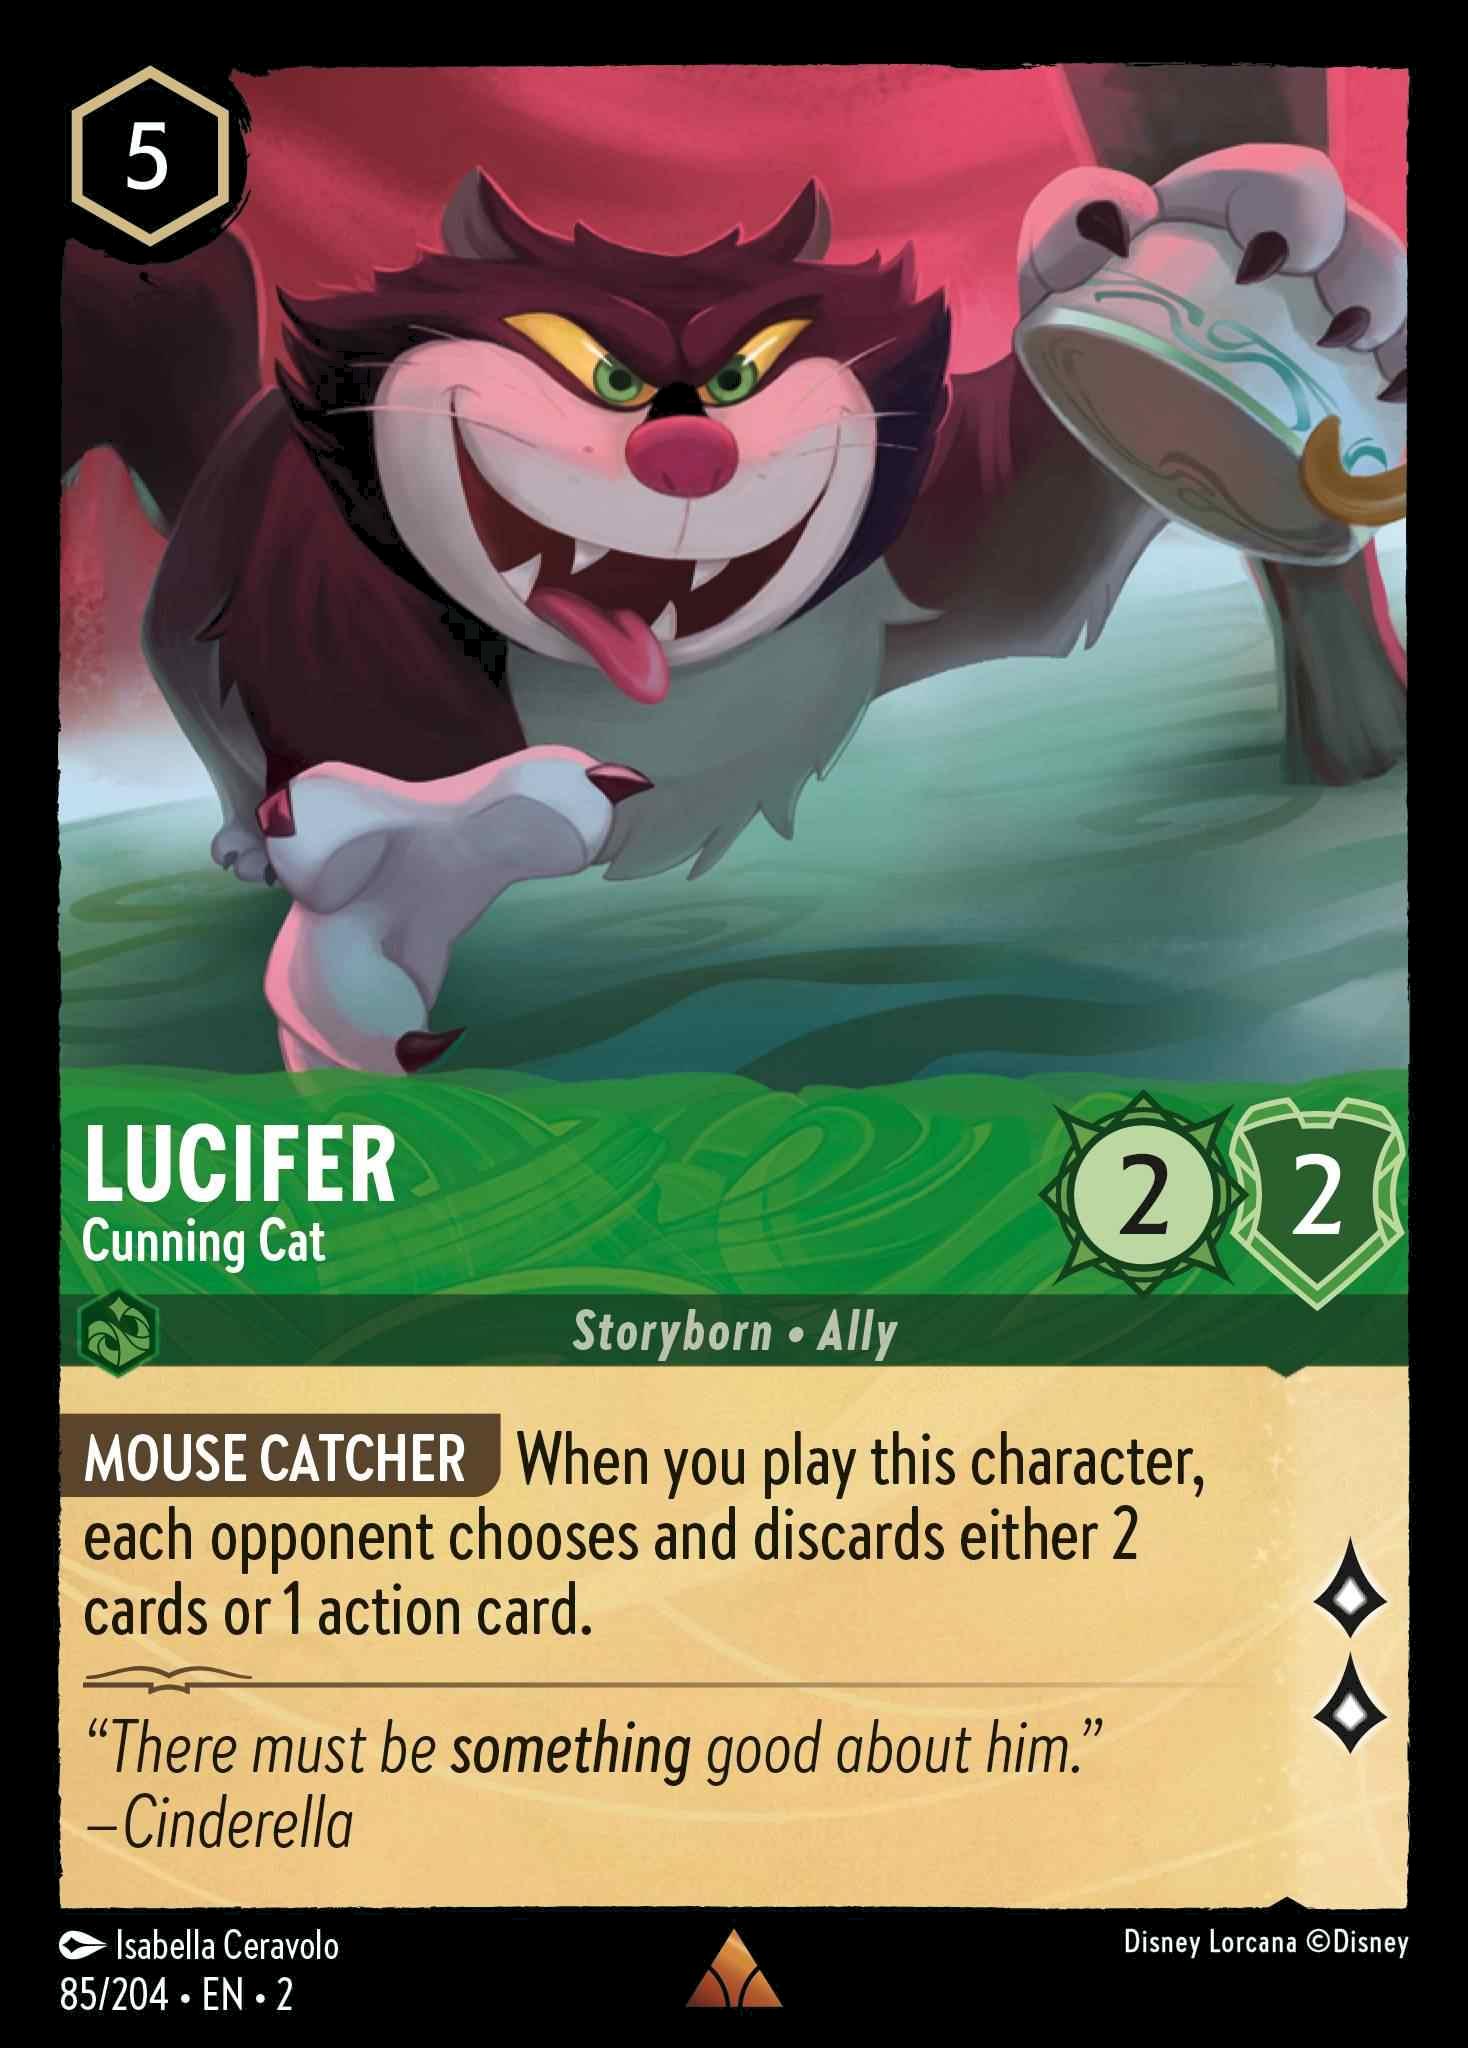 5
LUCIFER
Cunning Cat
2
2
Storyborn • Ally
MOUSE CATCHER When you play this character,
each opponent chooses and discards either 2
cards or 1 action card.
“There must be something good about him.”
–Cinderella
Isabella Ceravolo
Disney Lorcana ©Disney
85/204 • EN • 2